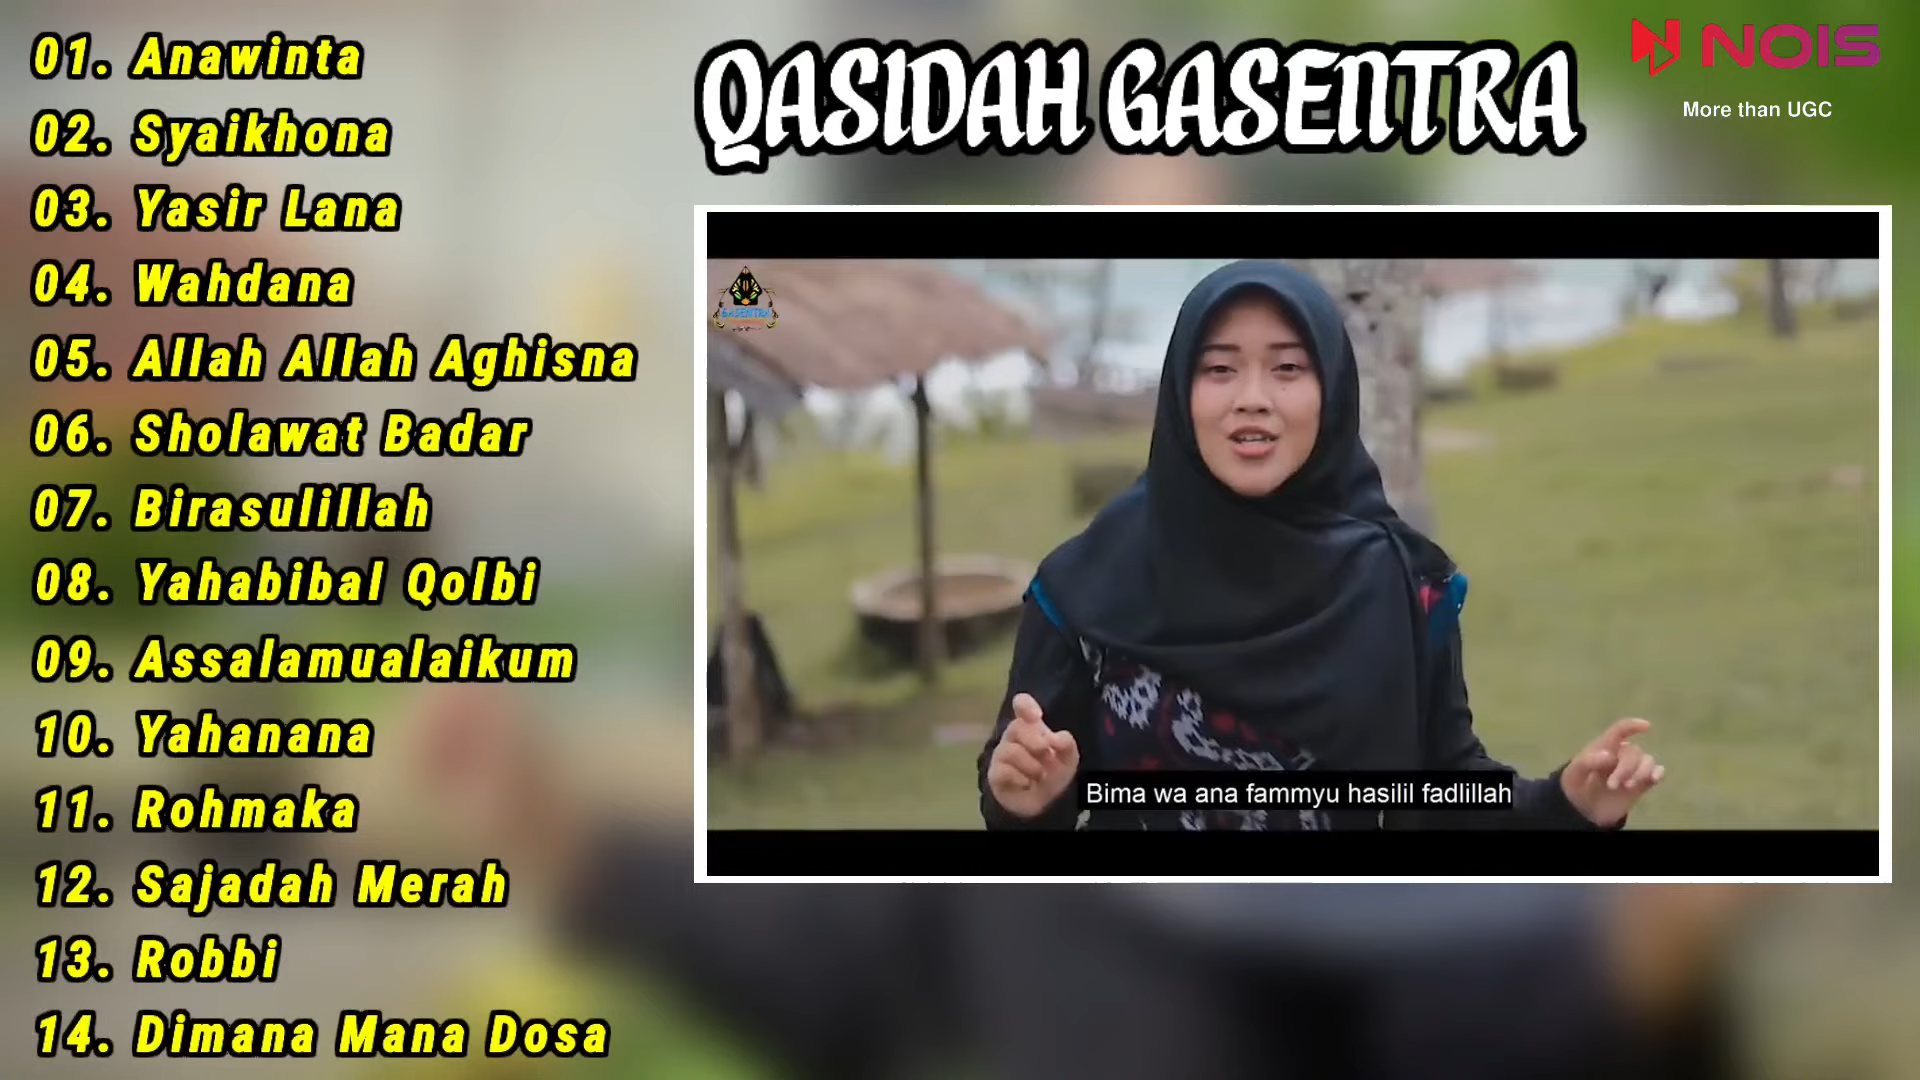 01. Anawinta
02. Syaikhona
03. Yasir Lana
04. Wahdana
05. Allah Allah Aghisna
06. Sholawat Badar
07. Birasulillah
08. Yahabibal Qolbi
09. Assalamualaikum
10. Yahanana
11. Rohmaka
12. Sajadah Merah
13. Robbi
14. Dimana Mana Dosa
QASIDAH GASENTRA
NOIS
More than UGC
GASENTRA
Bima wa ana fammyu hasilil fadlillah